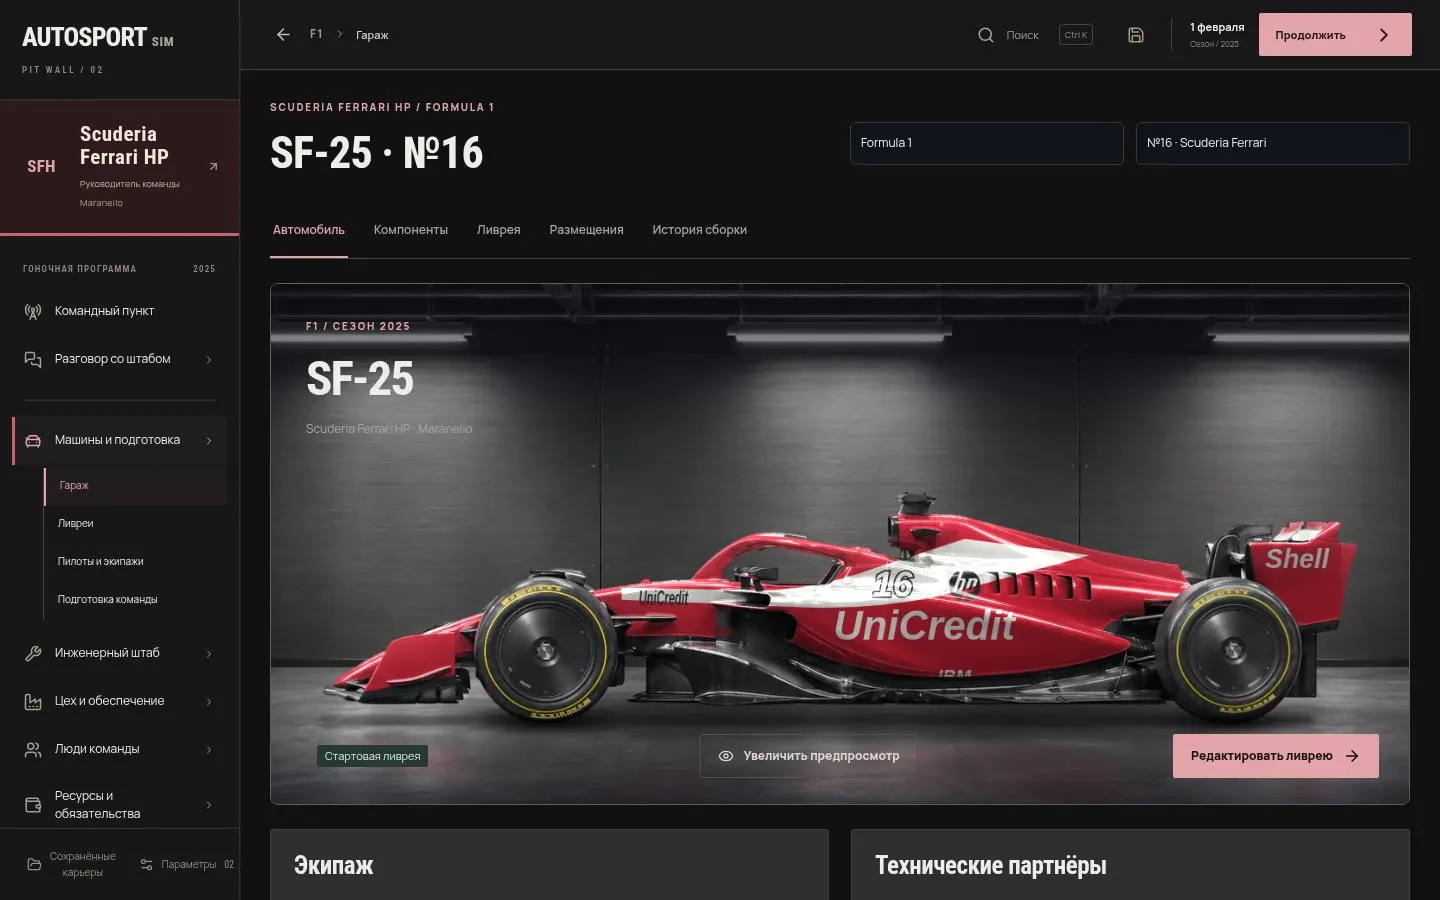 AUTOSPORT SIM
PIT WALL / 02
SFH
Scuderia
Ferrari HP
Руководитель команды
Maranello
ГОНОЧНАЯ ПРОГРАММА 2025
Командный пункт
Разговор со штабом
Машины и подготовка
Гараж
Ливреи
Пилоты и экипажи
Подготовка команды
Инженерный штаб
Цех и обеспечение
Люди команды
Ресурсы и
обязательства
Сохранённые
карьеры
Параметры 02
F1 Гараж
Поиск Ctrl K
1 февраля
Сезон / 2025
Продолжить
SCUDERIA FERRARI HP / FORMULA 1
SF-25 · №16
Formula 1
№16 · Scuderia Ferrari
Автомобиль Компоненты Ливрея Размещения История сборки
F1 / СЕЗОН 2025
SF-25
Scuderia Ferrari HP · Maranello
Shell
16
hp
UniCredit
UniCredit
IBM
Стартовая ливрея
Увеличить предпросмотр
Редактировать ливрею
Экипаж
Технические партнёры